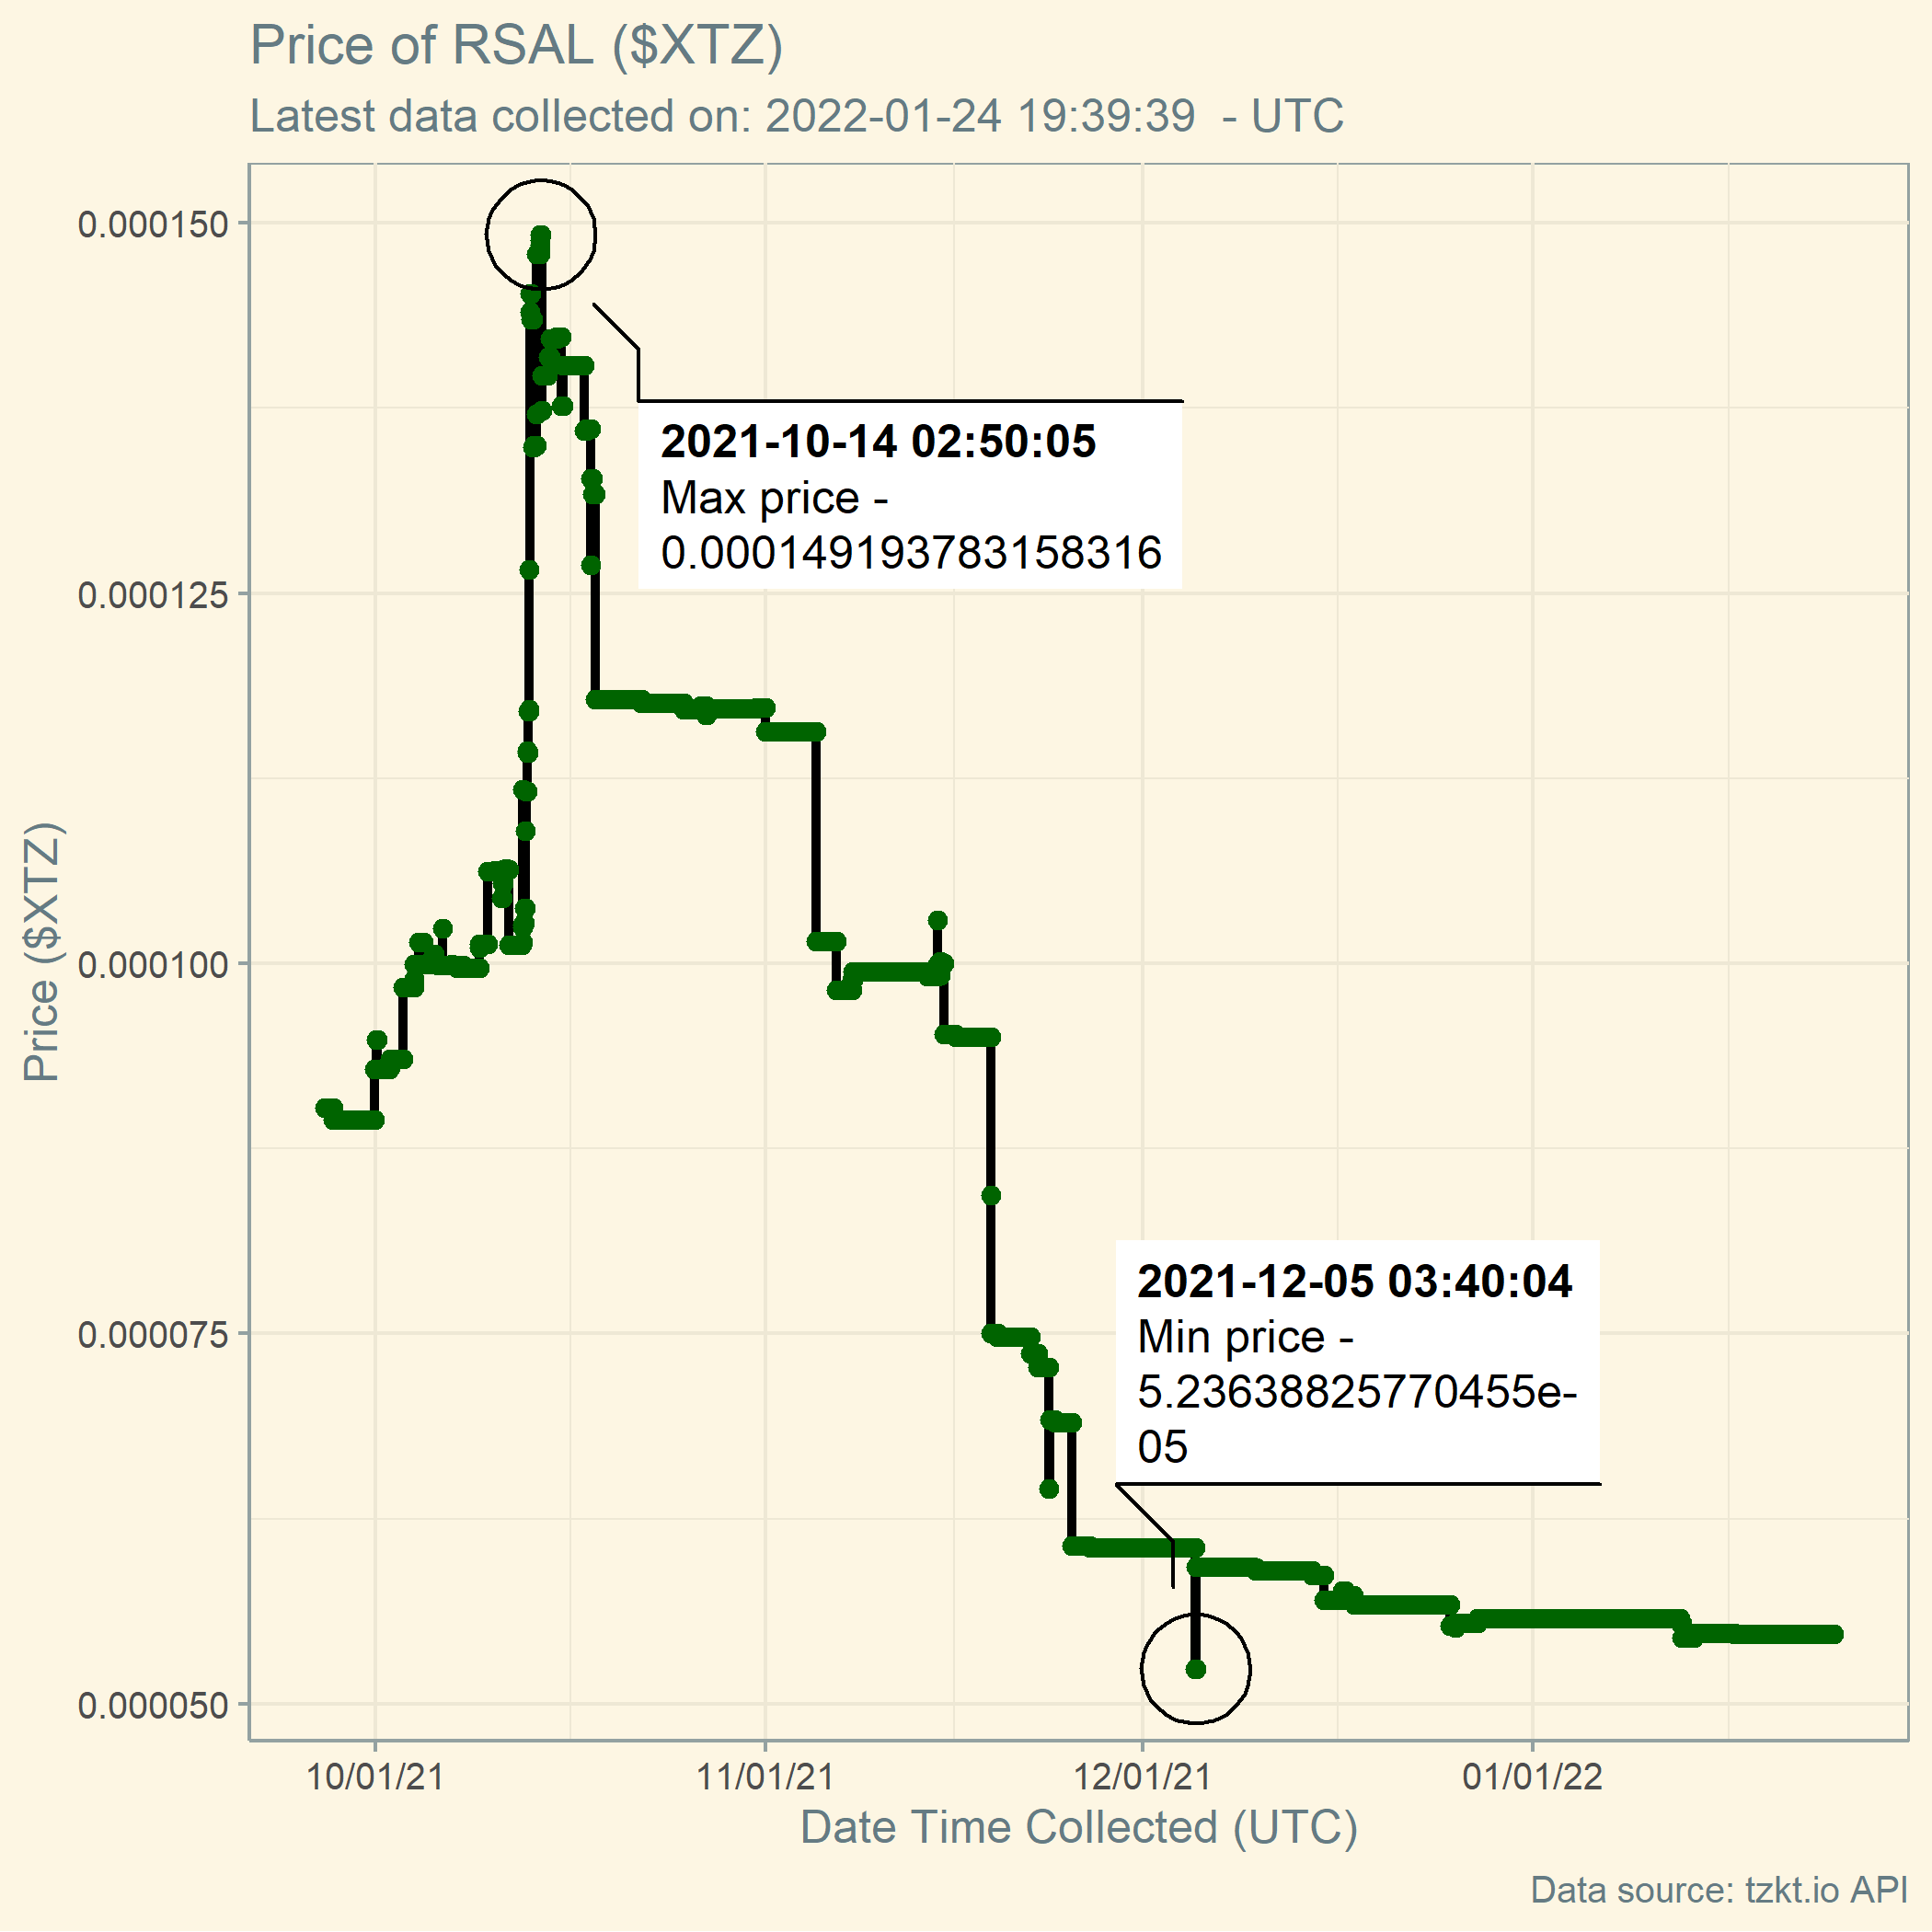 Price of RSAL ($XTZ)
Latest data collected on: 2022-01-24 19:39:39  - UTC
0.000150
0.000125
0.000100
0.000075
0.000050
Price ($XTZ)
2021-10-14 02:50:05
Max price -
0.000149193783158316
2021-12-05 03:40:04
Min price -
5.23638825770455e-
05
10/01/21
11/01/21
12/01/21
01/01/22
Date Time Collected (UTC)
Data source: tzkt.io API